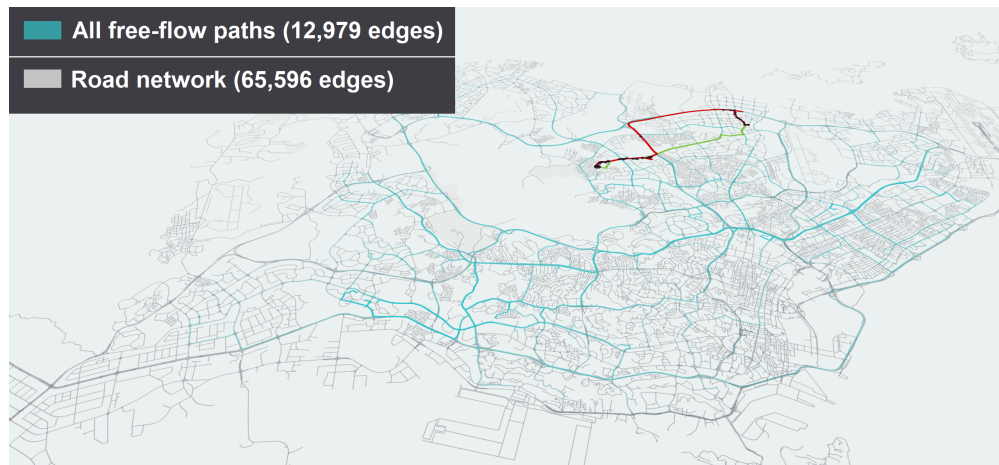 All free-flow paths (12,979 edges)
Road network (65,596 edges)